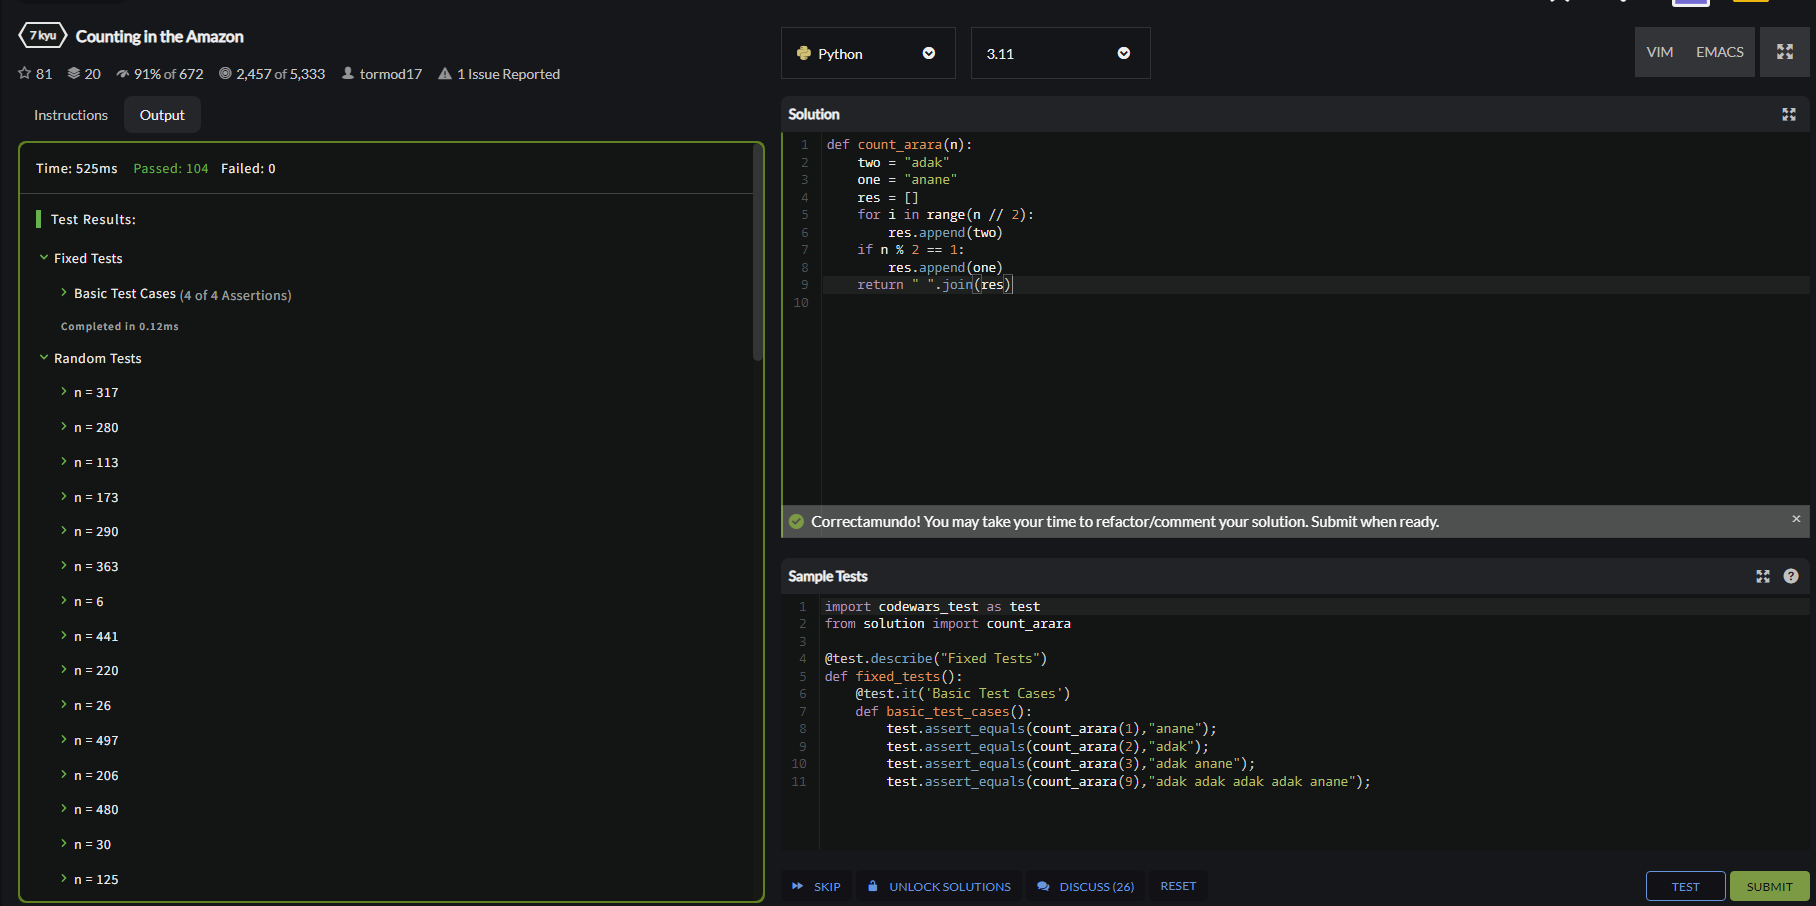 7 kyu
Counting in the Amazon
81 20 91% of 672 2,457 of 5,333 tormod17 1 Issue Reported
Instructions
Output
Time: 525ms Passed: 104 Failed: 0
Test Results:
Fixed Tests
Basic Test Cases (4 of 4 Assertions)
Completed in 0.12ms
Random Tests
n = 317
n = 280
n = 113
n = 173
n = 290
n = 363
n = 6
n = 441
n = 220
n = 26
n = 497
n = 206
n = 480
n = 30
n = 125
Python
3.11
VIM
EMACS
Solution
1 def count_arara(n):
2     two = "adak"
3     one = "anane"
4     res = []
5     for i in range(n // 2):
6         res.append(two)
7     if n % 2 == 1:
8         res.append(one)
9     return " ".join(res)
10
Correctamundo! You may take your time to refactor/comment your solution. Submit when ready.
×
Sample Tests
?
1 import codewars_test as test
2 from solution import count_arara
3
4 @test.describe("Fixed Tests")
5 def fixed_tests():
6     @test.it('Basic Test Cases')
7     def basic_test_cases():
8         test.assert_equals(count_arara(1),"anane");
9         test.assert_equals(count_arara(2),"adak");
10         test.assert_equals(count_arara(3),"adak anane");
11         test.assert_equals(count_arara(9),"adak adak adak adak anane");
SKIP
UNLOCK SOLUTIONS
DISCUSS (26)
RESET
TEST
SUBMIT